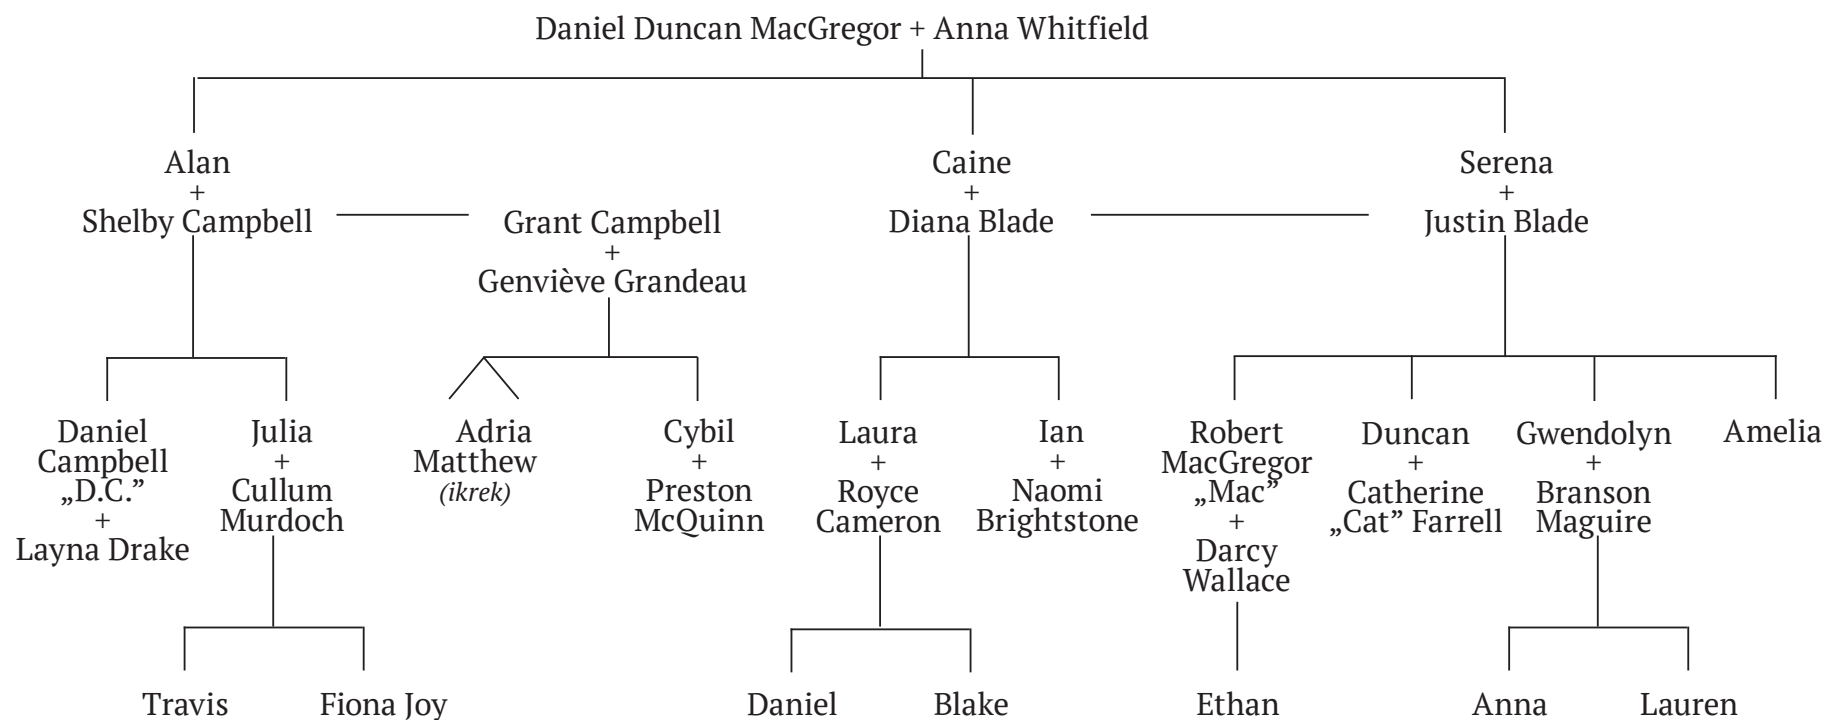 Daniel Duncan MacGregor + Anna Whitfield
Alan
+
Shelby Campbell
Grant Campbell
+
Genviève Grandeau
Caine
+
Diana Blade
Serena
+
Justin Blade
Daniel
Campbell
„D.C.”
+
Layna Drake
Julia
+
Cullum
Murdoch
Adria
Matthew
(ikrek)
Cybil
+
Preston
McQuinn
Laura
+
Royce
Cameron
Ian
+
Naomi
Brightstone
Robert
MacGregor
„Mac”
+
Darcy
Wallace
Duncan
+
Catherine
„Cat” Farrell
Gwendolyn
+
Branson
Maguire
Amelia
Travis
Fiona Joy
Daniel
Blake
Ethan
Anna
Lauren